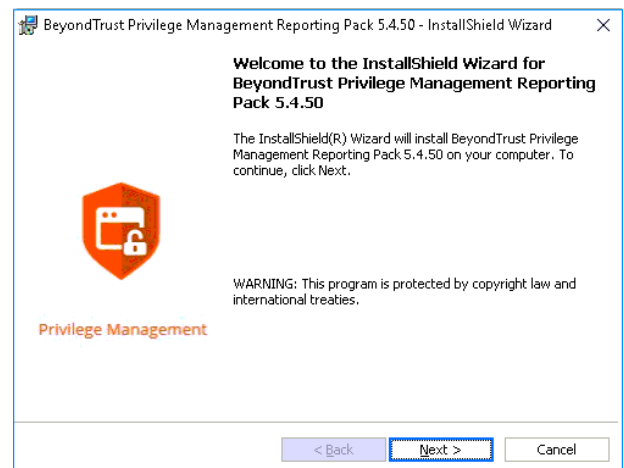 BeyondTrust Privilege Management Reporting Pack 5.4.50 - InstallShield Wizard
Welcome to the InstallShield Wizard for
BeyondTrust Privilege Management Reporting
Pack 5.4.50
The InstallShield(R) Wizard will install BeyondTrust Privilege
Management Reporting Pack 5.4.50 on your computer. To
continue, click Next.
WARNING: This program is protected by copyright law and
international treaties.
Privilege Management
< Back
Next >
Cancel